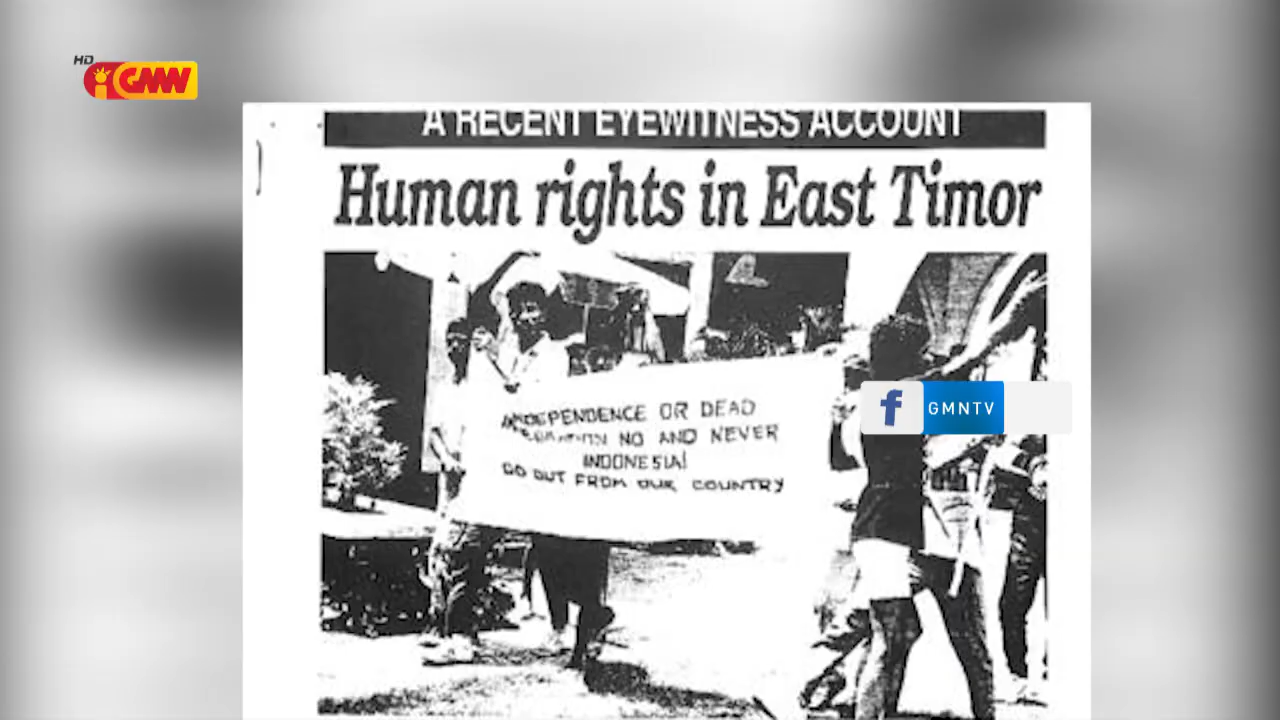 HD
GMN
A RECENT EYEWITNESS ACCOUNT
Human rights in East Timor
INDEPENDENCE OR DEAD
NO AND NEVER
INDONESIA!
GO OUT FROM OUR COUNTRY
f GMNTV